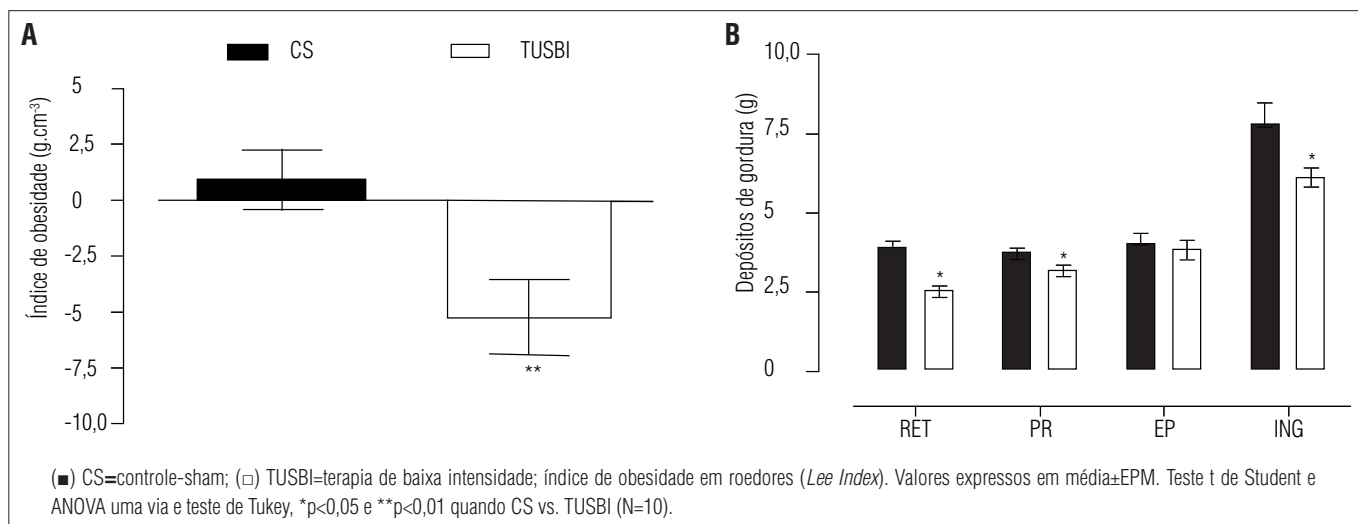 A
CS
TUSBI
Índice de obesidade (g.cm-³)
5
2,5
0
-2,5
-5
-7,5
-10,0
**
B
Depósitos de gordura (g)
10,0
7,5
5
2,5
0
*
*
*
RET
PR
EP
ING
(■) CS=controle-sham; (□) TUSBI=terapia de baixa intensidade; índice de obesidade em roedores (Lee Index). Valores expressos em média±EPM. Teste t de Student e
ANOVA uma via e teste de Tukey, *p<0,05 e **p<0,01 quando CS vs. TUSBI (N=10).